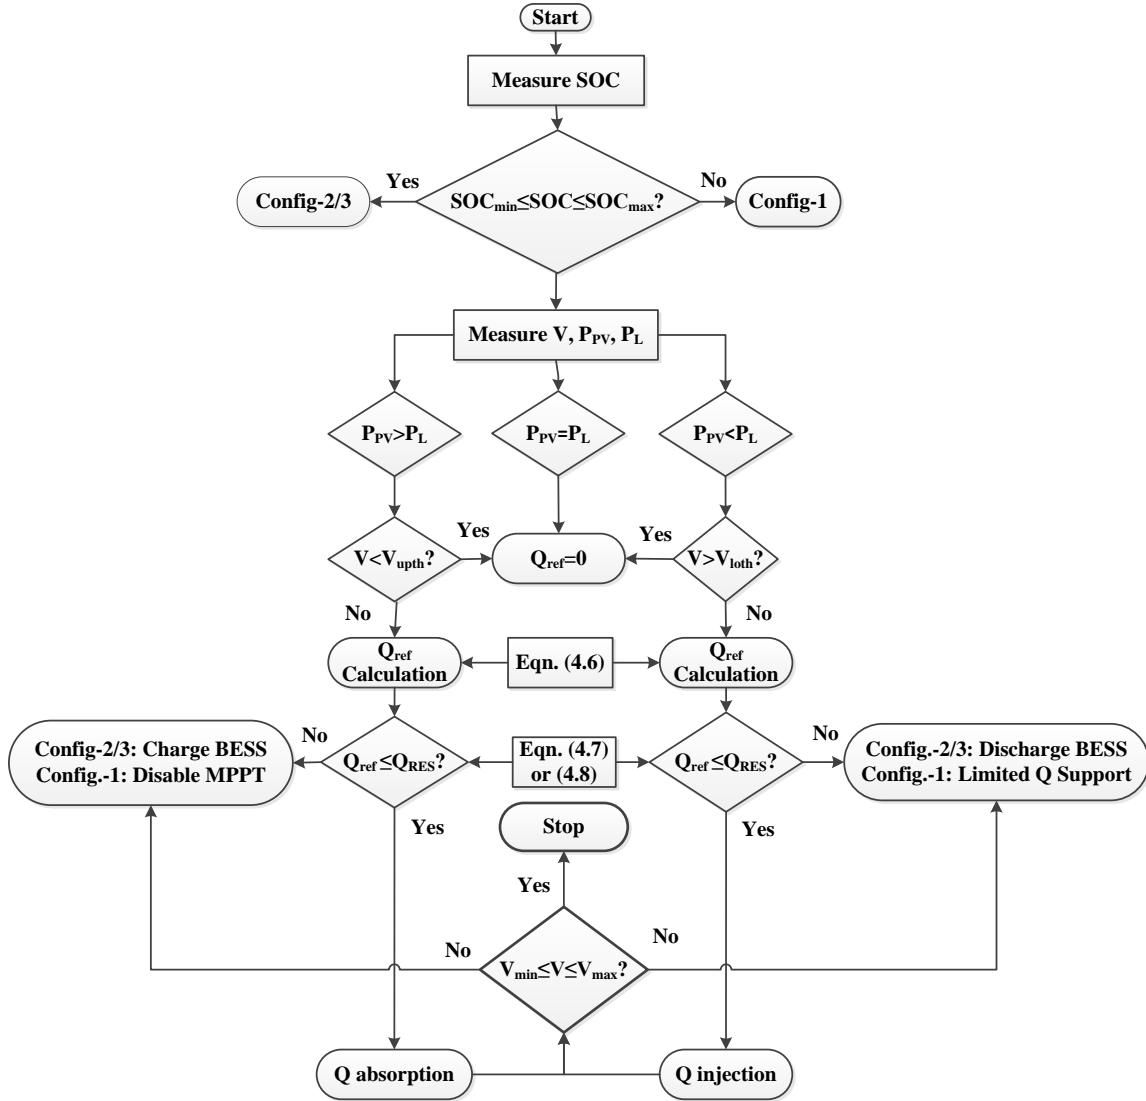 Start
Measure SOC
Yes
No
Config-2/3
SOCmin≤SOC≤SOCmax?
Config-1
Measure V, PPV, PL
PPV>PL
PPV=PL
PPV<PL
Yes
Yes
V<Vupth?
Qref=0
V>Vloth?
No
No
Qref
Calculation
Eqn. (4.6)
Qref
Calculation
No
No
Config-2/3: Charge BESS
Config.-1: Disable MPPT
Qref ≤QRES?
Eqn. (4.7)
or (4.8)
Qref ≤QRES?
Config.-2/3: Discharge BESS
Config.-1: Limited Q Support
Yes
Stop
Yes
Yes
No
No
Vmin≤V≤Vmax?
Q absorption
Q injection